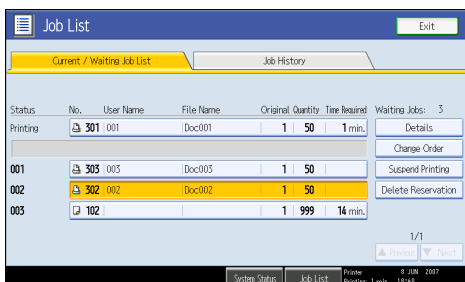 Job List Exit
Current / Waiting Job List Job History
Status No. User Name File Name Original Quantity Time Required Waiting Jobs: 3
Printing 301 001 Doc001 1 50 1 min. Details
Change Order
001 303 003 Doc003 1 50 Suspend Printing
002 302 002 Doc002 1 50 Delete Reservation
003 102 1 999 14 min.
1/1
Previous Next
System Status Job List Printer 8 JUN 2007
Printing: 1 min.